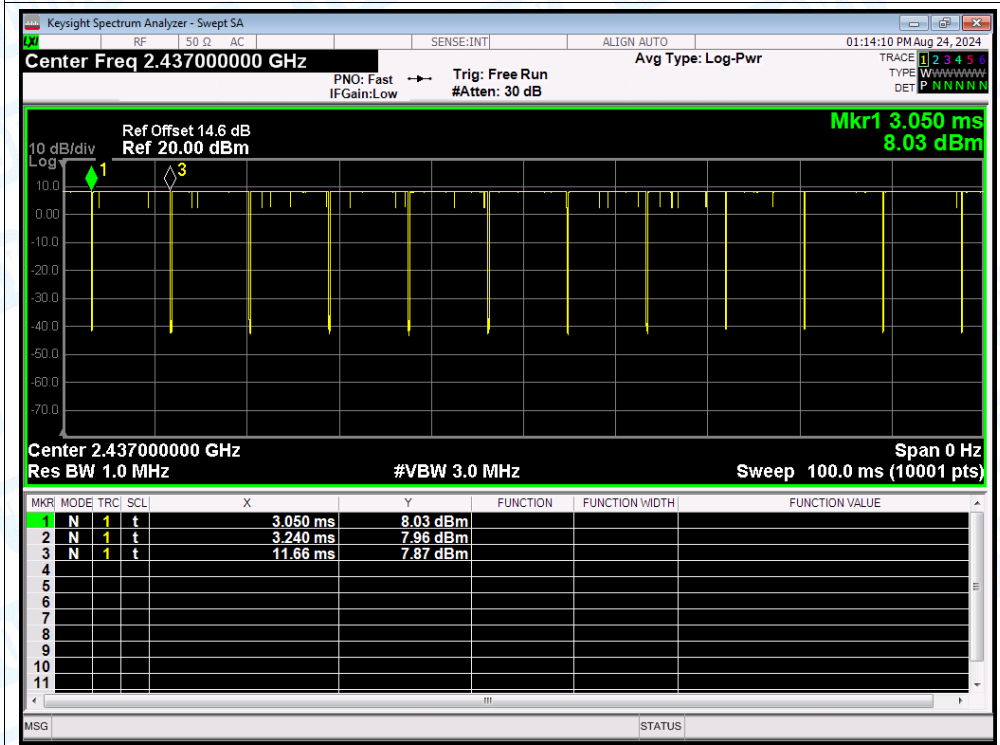 Keysight Spectrum Analyzer - Swept SA
LXI RF 50 Ω AC SENSE:INT ALIGN AUTO 01:14:10 PM Aug 24, 2024
Center Freq 2.437000000 GHz Avg Type: Log-Pwr TRACE 1 2 3 4 5 6
PNO: Fast Trig: Free Run TYPE WWWWWW
IFGain:Low #Atten: 30 dB DET P NNNNN
Ref Offset 14.6 dB Mkr1 3.050 ms
10 dB/div Ref 20.00 dBm 8.03 dBm
Log
1 3
10.0
0.00
-10.0
-20.0
-30.0
-40.0
-50.0
-60.0
-70.0
Center 2.437000000 GHz Span 0 Hz
Res BW 1.0 MHz #VBW 3.0 MHz Sweep 100.0 ms (10001 pts)
MKR MODE TRC SCL X Y FUNCTION FUNCTION WIDTH FUNCTION VALUE
1 N 1 t 3.050 ms 8.03 dBm
2 N 1 t 3.240 ms 7.96 dBm
3 N 1 t 11.66 ms 7.87 dBm
4
5
6
7
8
9
10
11
MSG STATUS